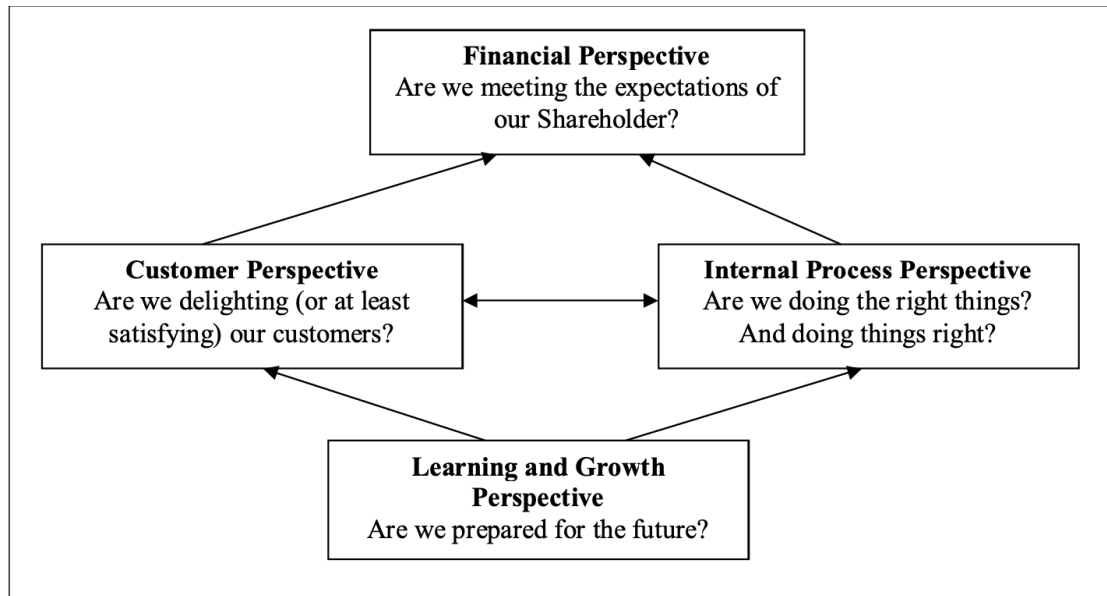 Financial Perspective
Are we meeting the expectations of
our Shareholder?
Customer Perspective
Are we delighting (or at least
satisfying) our customers?
Internal Process Perspective
Are we doing the right things?
And doing things right?
Learning and Growth
Perspective
Are we prepared for the future?